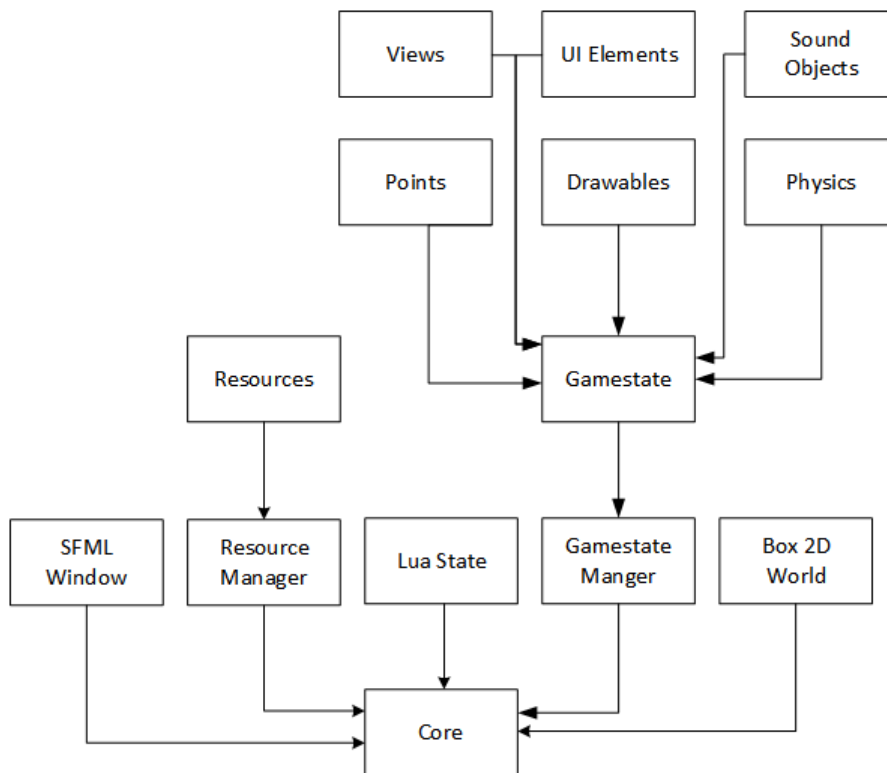 Views
UI Elements
Sound
Objects
Points
Drawables
Physics
Resources
Gamestate
SFML
Window
Resource
Manager
Lua State
Gamestate
Manger
Box 2D
World
Core